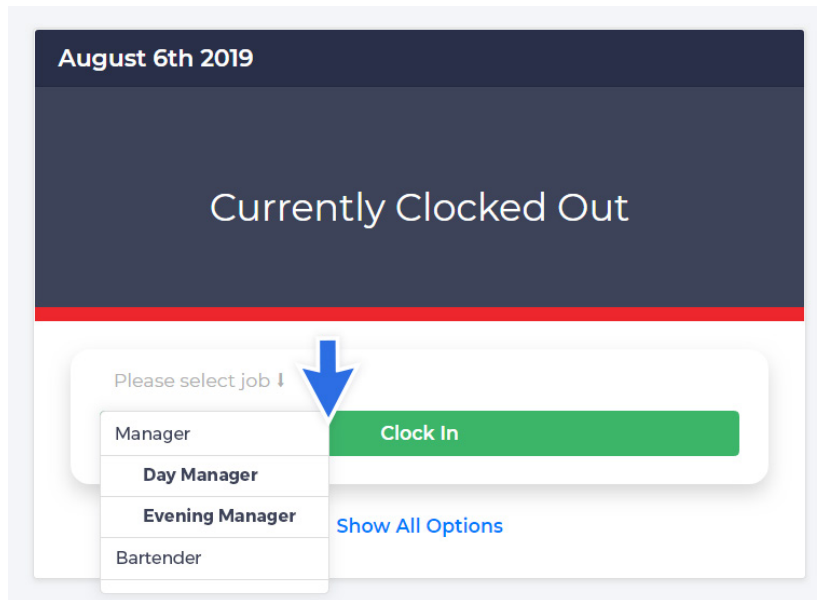 August 6th 2019
Currently Clocked Out
Please select job ⬇
Manager
Clock In
Day Manager
Evening Manager
Show All Options
Bartender